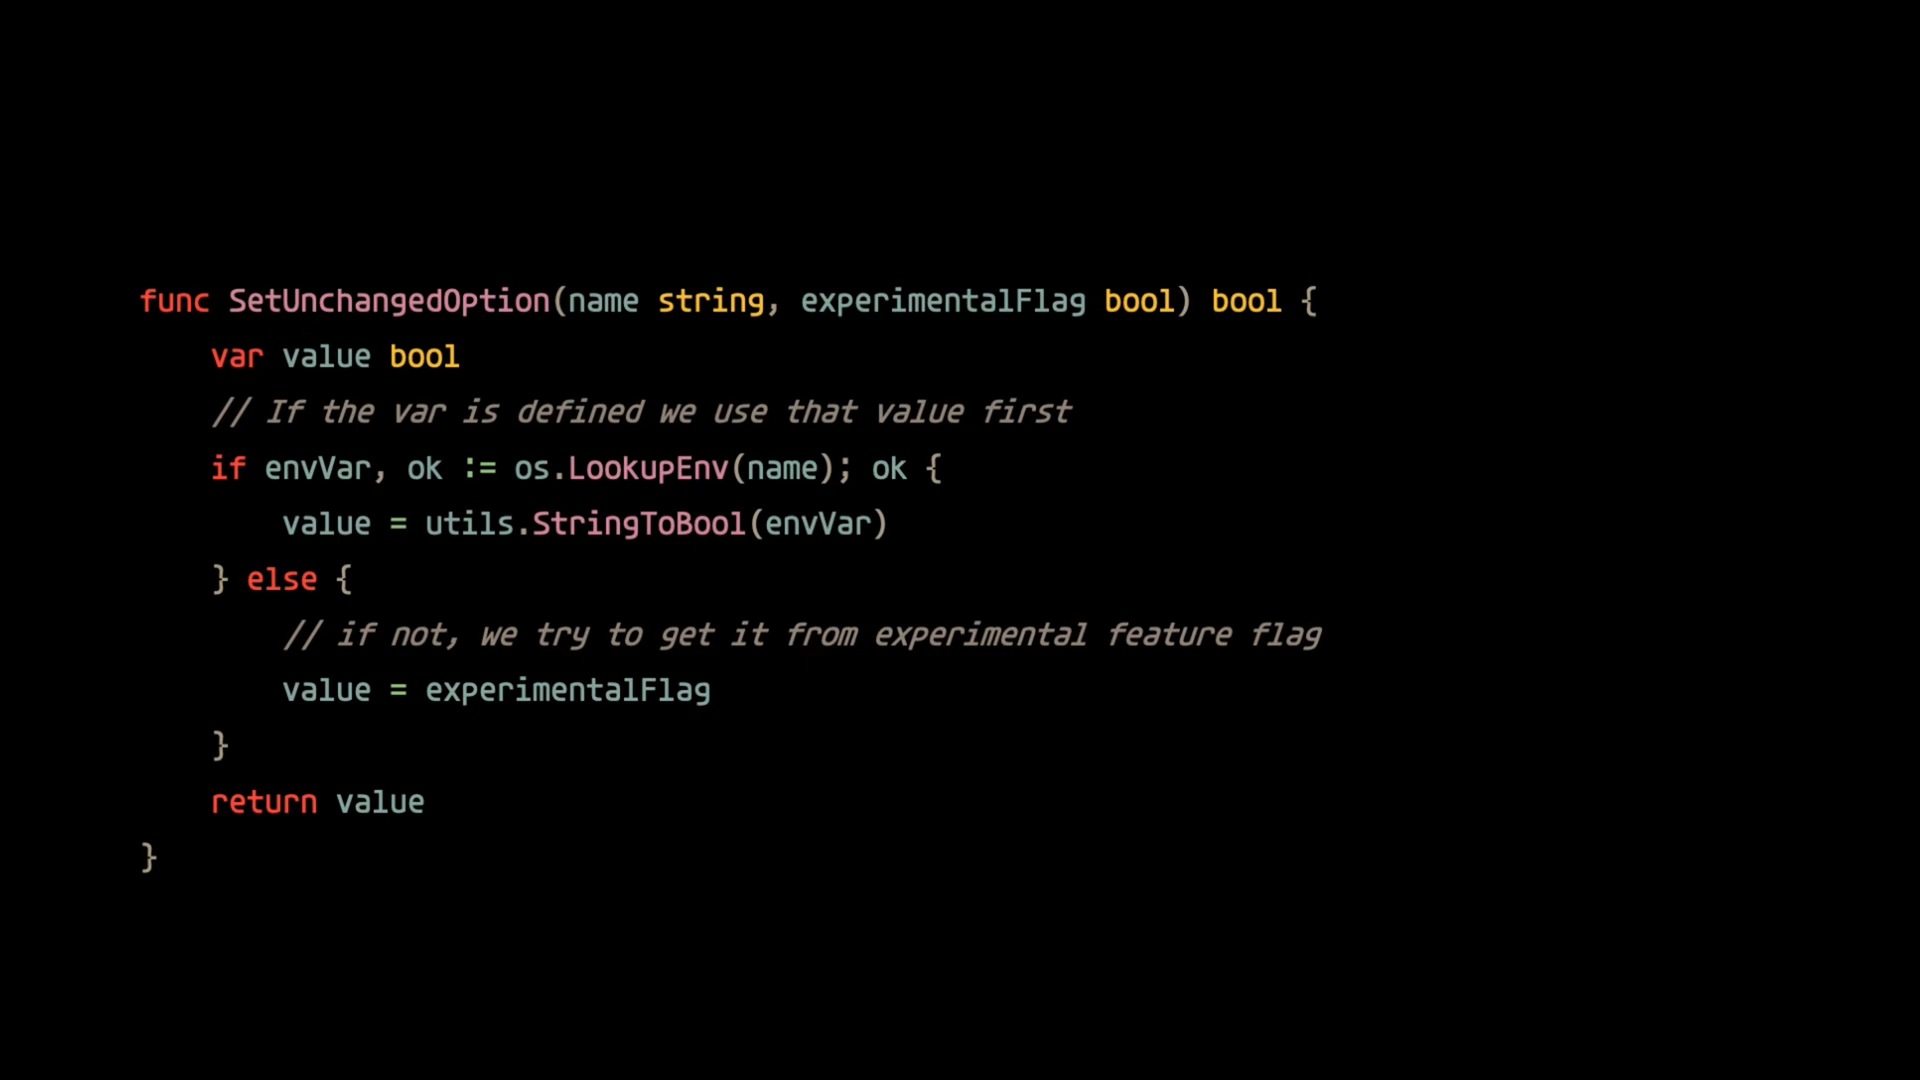 func SetUnchangedOption(name string, experimentalFlag bool) bool {
    var value bool
    // If the var is defined we use that value first
    if envVar, ok := os.LookupEnv(name); ok {
        value = utils.StringToBool(envVar)
    } else {
        // if not, we try to get it from experimental feature flag
        value = experimentalFlag
    }
    return value
}